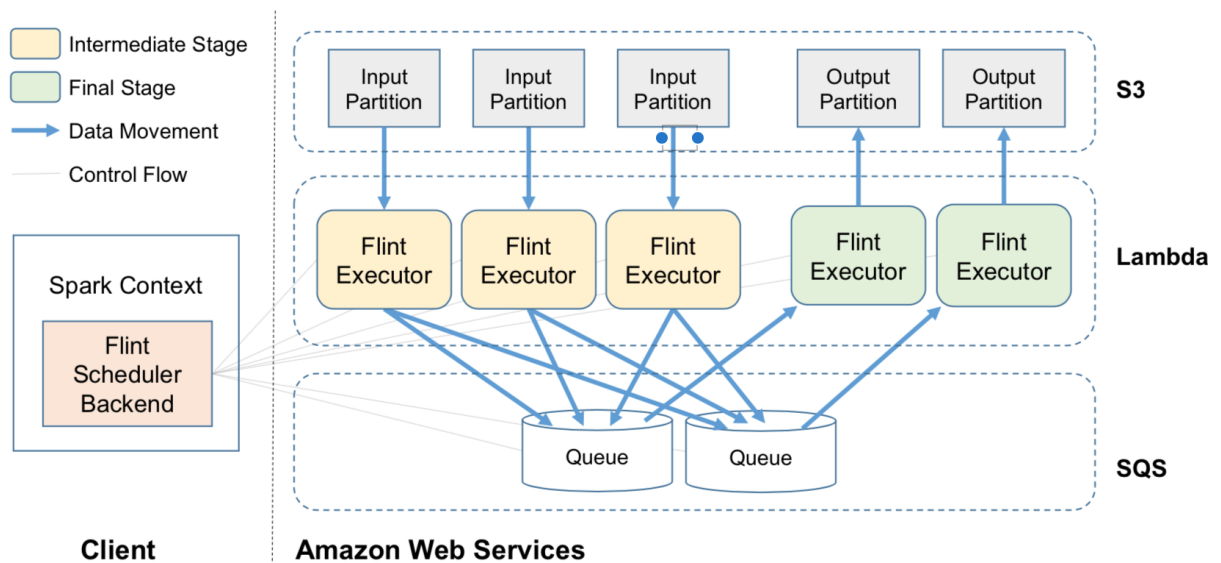 Intermediate Stage
Final Stage
Data Movement
Control Flow
Spark Context
Flint
Scheduler
Backend
Client
Input
Partition
Input
Partition
Input
Partition
Output
Partition
Output
Partition
S3
Flint
Executor
Flint
Executor
Flint
Executor
Flint
Executor
Flint
Executor
Lambda
Queue
Queue
SQS
Amazon Web Services